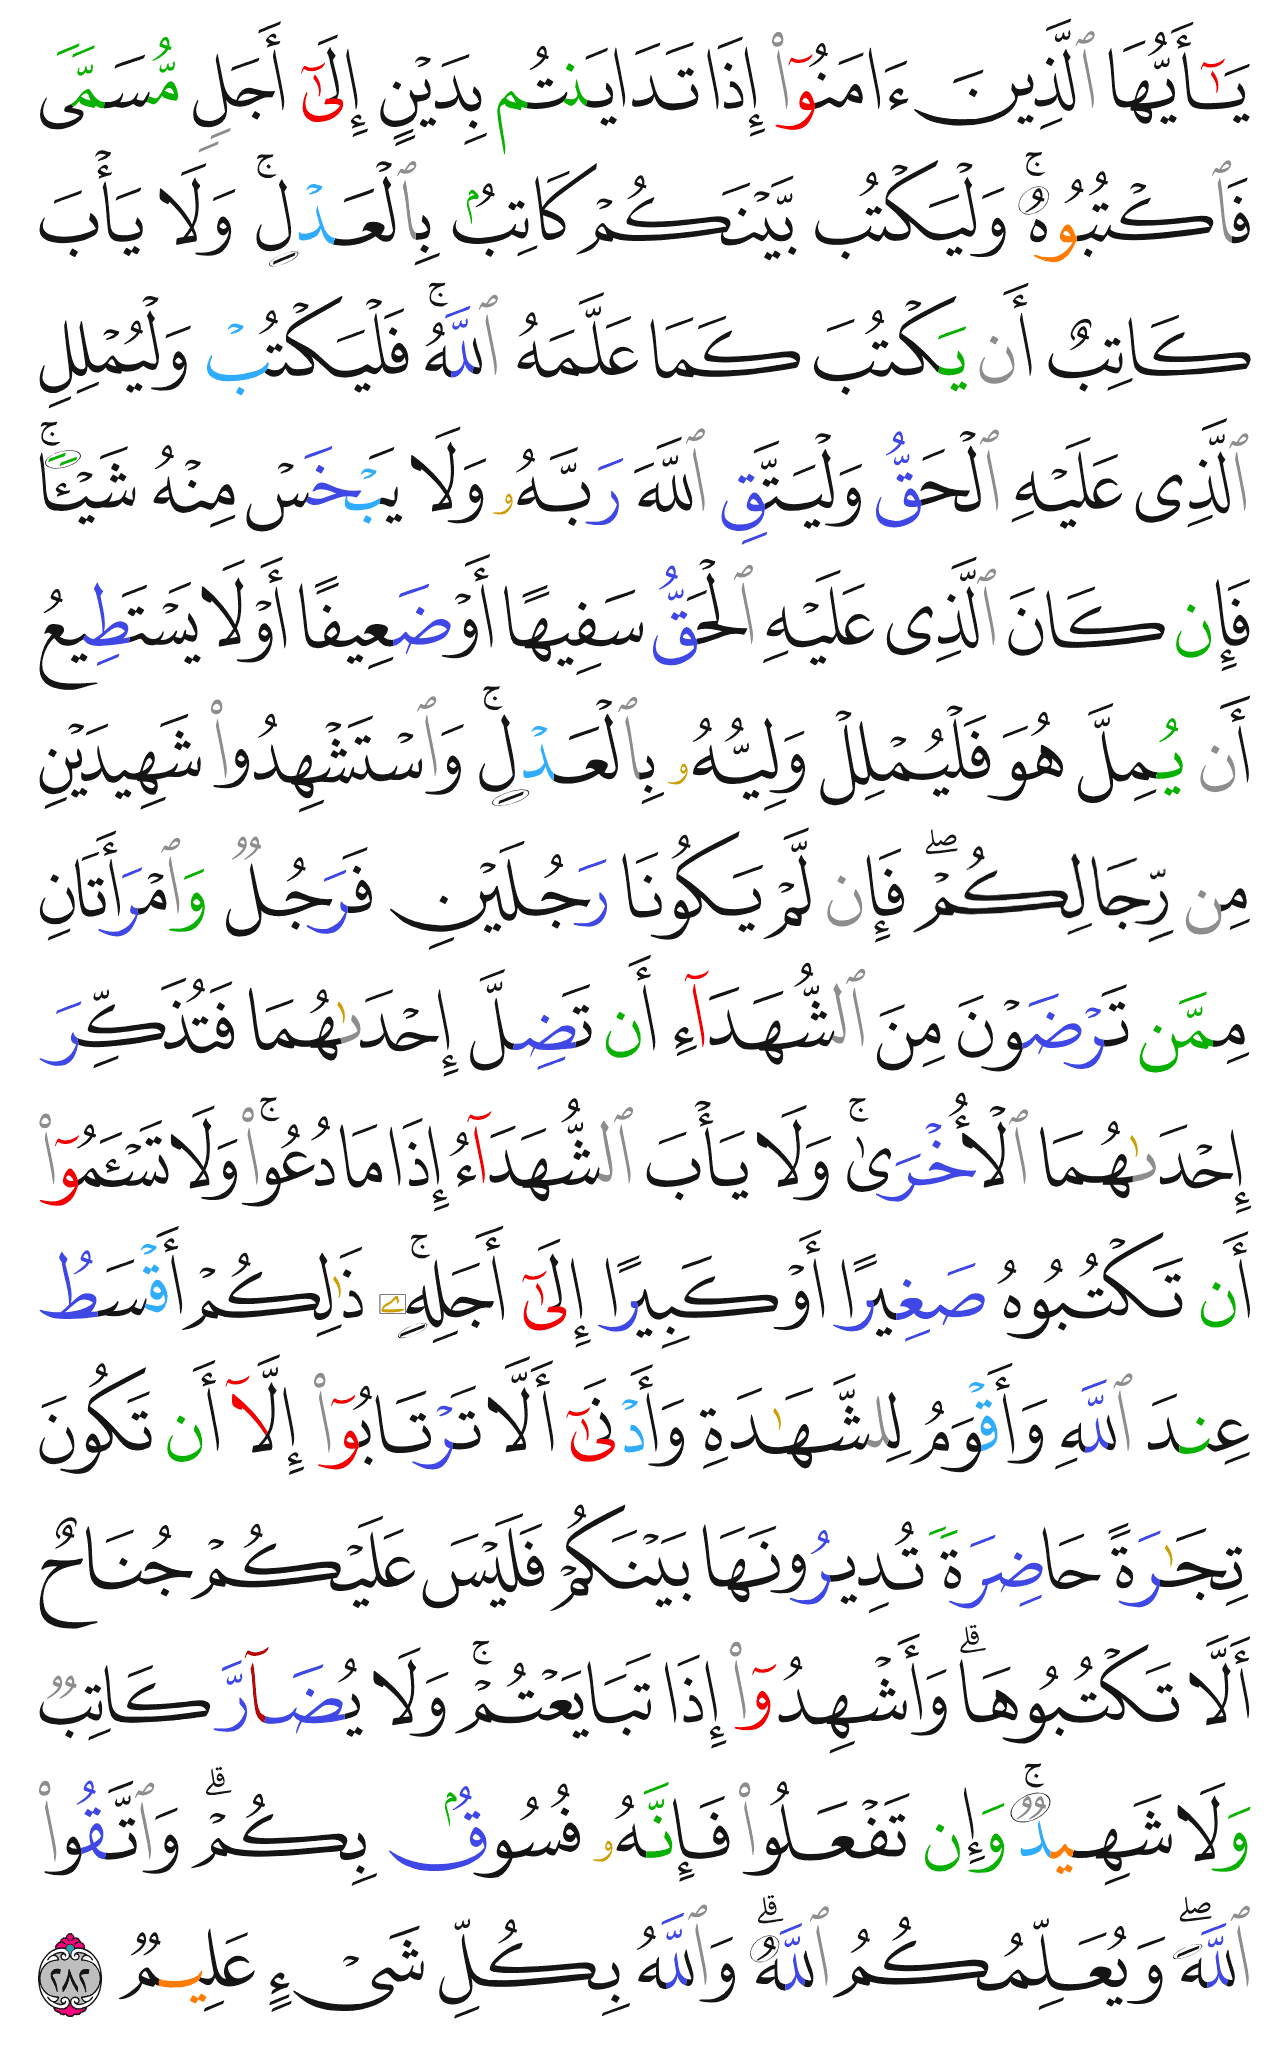 يَـٰٓأَيُّهَا ٱلَّذِينَ ءَامَنُوٓا۟ إِذَا تَدَايَنتُم بِدَيْنٍ إِلَىٰٓ أَجَلٍ مُّسَمًّى
فَٱكْتُبُوهُ ۚ وَلْيَكْتُب بَّيْنَكُمْ كَاتِبٌۢ بِٱلْعَدْلِ ۚ وَلَا يَأْبَ
كَاتِبٌ أَن يَكْتُبَ كَمَا عَلَّمَهُ ٱللَّهُ ۚ فَلْيَكْتُبْ وَلْيُمْلِلِ
ٱلَّذِى عَلَيْهِ ٱلْحَقُّ وَلْيَتَّقِ ٱللَّهَ رَبَّهُۥ وَلَا يَبْخَسْ مِنْهُ شَيْـًٔا ۚ
فَإِن كَانَ ٱلَّذِى عَلَيْهِ ٱلْحَقُّ سَفِيهًا أَوْ ضَعِيفًا أَوْ لَا يَسْتَطِيعُ
أَن يُمِلَّ هُوَ فَلْيُمْلِلْ وَلِيُّهُۥ بِٱلْعَدْلِ ۚ وَٱسْتَشْهِدُوا۟ شَهِيدَيْنِ
مِن رِّجَالِكُمْ ۖ فَإِن لَّمْ يَكُونَا رَجُلَيْنِ فَرَجُلٌ وَٱمْرَأَتَانِ
مِمَّن تَرْضَوْنَ مِنَ ٱلشُّهَدَآءِ أَن تَضِلَّ إِحْدَىٰهُمَا فَتُذَكِّرَ
إِحْدَىٰهُمَا ٱلْأُخْرَىٰ ۚ وَلَا يَأْبَ ٱلشُّهَدَآءُ إِذَا مَا دُعُوا۟ ۚ وَلَا تَسْـَٔمُوٓا۟
أَن تَكْتُبُوهُ صَغِيرًا أَوْ كَبِيرًا إِلَىٰٓ أَجَلِهِۦ ۚ ذَٰلِكُمْ أَقْسَطُ
عِندَ ٱللَّهِ وَأَقْوَمُ لِلشَّهَـٰدَةِ وَأَدْنَىٰٓ أَلَّا تَرْتَابُوٓا۟ إِلَّآ أَن تَكُونَ
تِجَـٰرَةً حَاضِرَةً تُدِيرُونَهَا بَيْنَكُمْ فَلَيْسَ عَلَيْكُمْ جُنَاحٌ
أَلَّا تَكْتُبُوهَا ۗ وَأَشْهِدُوٓا۟ إِذَا تَبَايَعْتُمْ ۚ وَلَا يُضَآرَّ كَاتِبٌ
وَلَا شَهِيدٌ ۚ وَإِن تَفْعَلُوا۟ فَإِنَّهُۥ فُسُوقٌۢ بِكُمْ ۗ وَٱتَّقُوا۟
ٱللَّهَ ۖ وَيُعَلِّمُكُمُ ٱللَّهُ ۗ وَٱللَّهُ بِكُلِّ شَىْءٍ عَلِيمٌ ٢٨٢